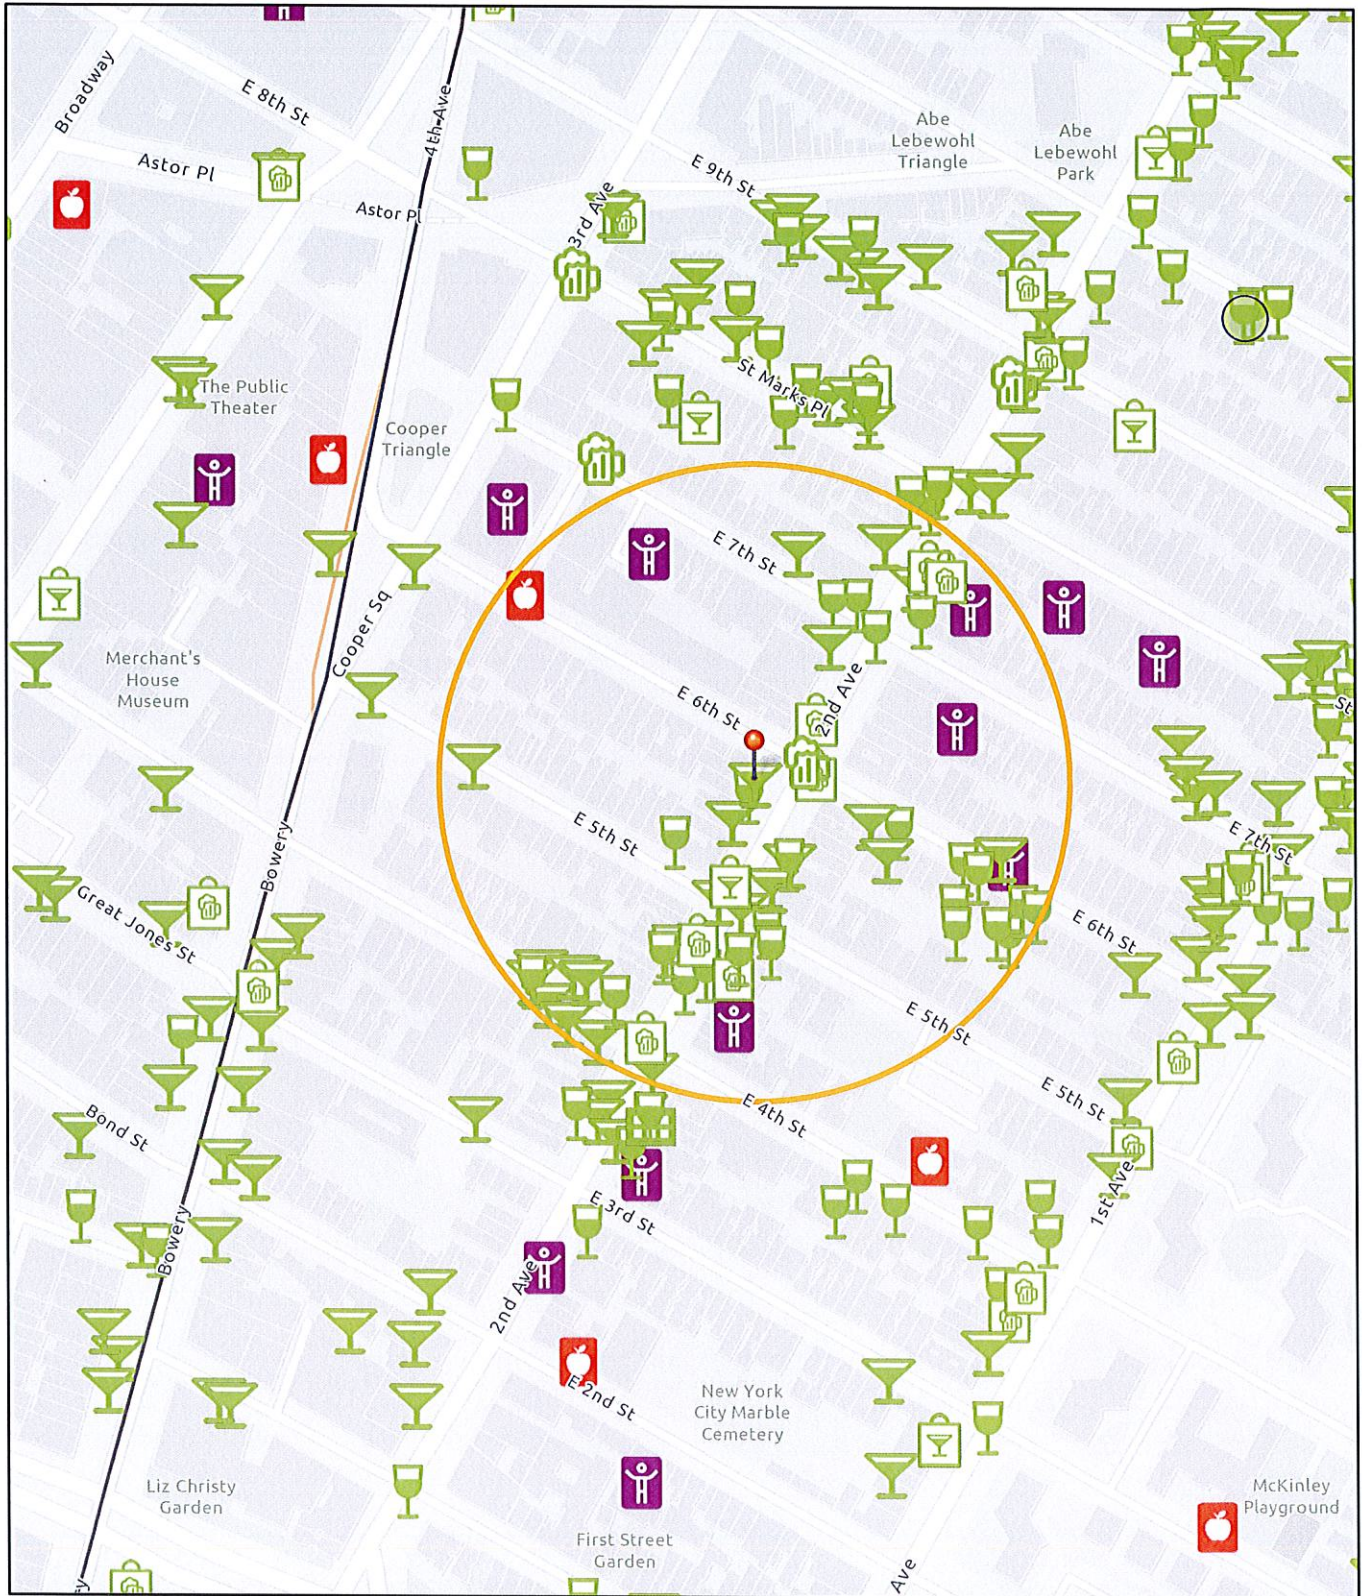 Broadway
E 8th St
4th Ave
Abe
Lebewohl
Triangle
Abe
Lebewohl
Park
Astor Pl
E 9th St
Astor Pl
3rd Ave
The Public
Theater
St Marks Pl
Cooper
Triangle
E 7th St
Cooper Sq
Merchant's
House
Museum
2nd Ave
E 6th St
St
E 5th St
E 7th St
Bowery
Great Jones St
E 6th St
E 5th St
E 5th St
E 4th St
Bond St
1st Ave
E 3rd St
Bowery
2nd Ave
E 2nd St
New York
City Marble
Cemetery
Liz Christy
Garden
McKinley
Playground
First Street
Garden
Ave